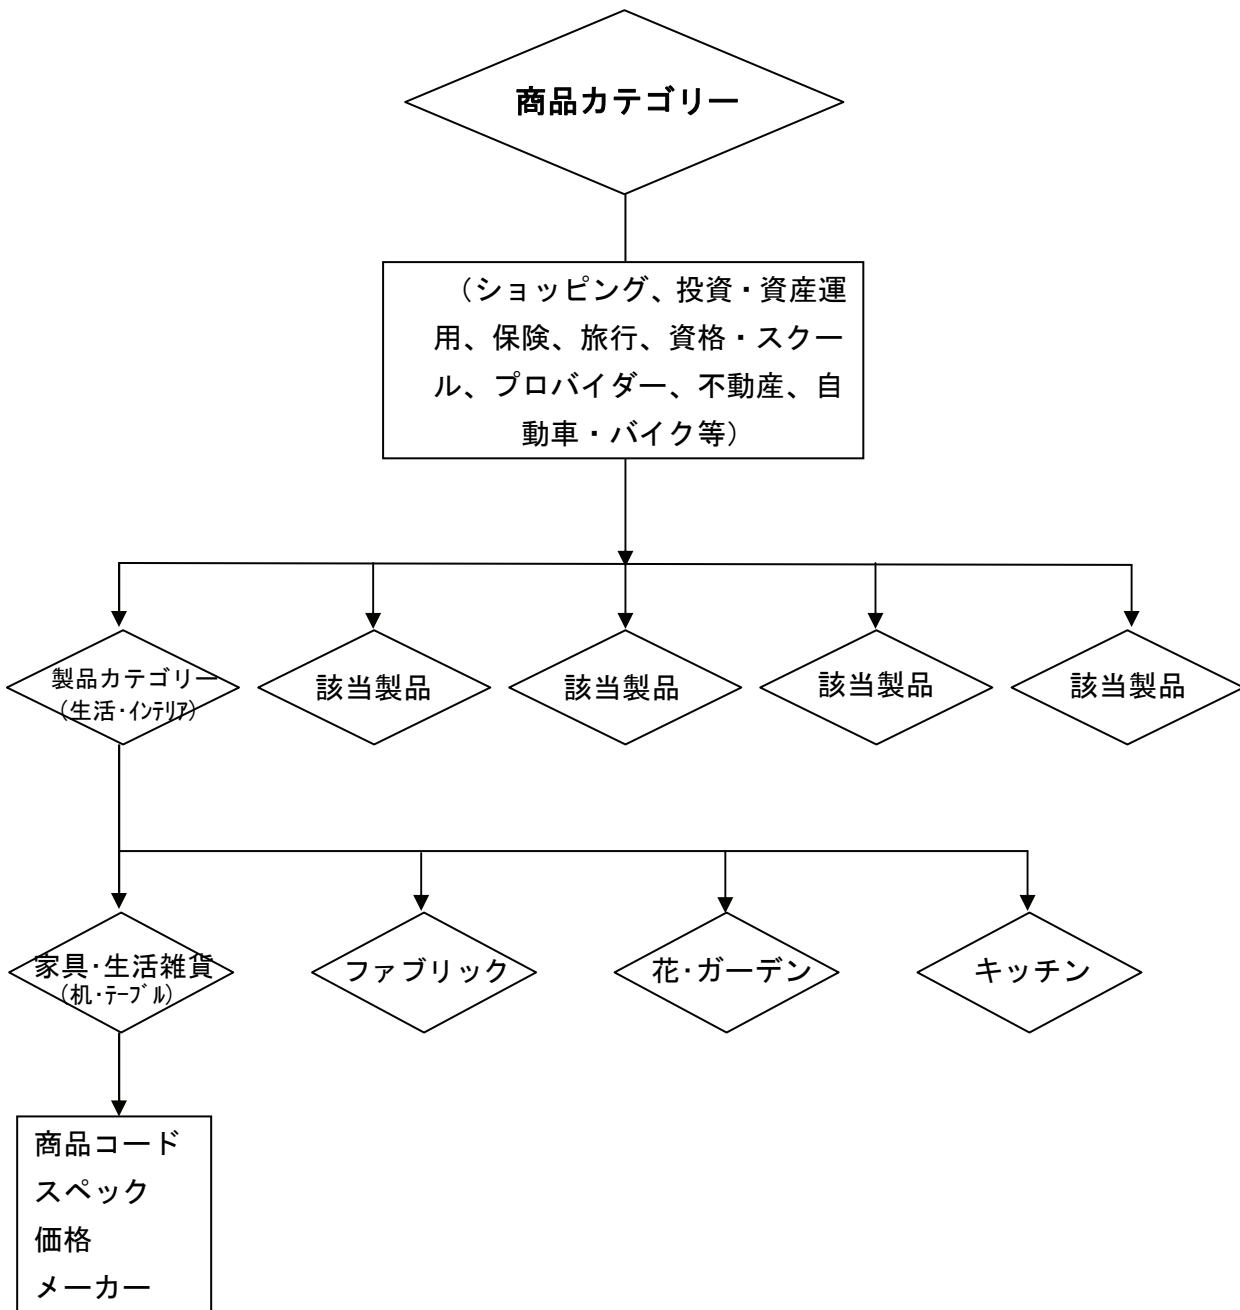 商品カテゴリー
（ショッピング、投資・資産運
用、保険、旅行、資格・スクー
ル、プロバイダー、不動産、自
動車・バイク等）
製品カテゴリー
（生活・ｲﾝﾃﾘｱ）
該当製品
該当製品
該当製品
該当製品
家具・生活雑貨
（机・ﾃｰﾌﾞﾙ）
ファブリック
花・ガーデン
キッチン
商品コード
スペック
価格
メーカー